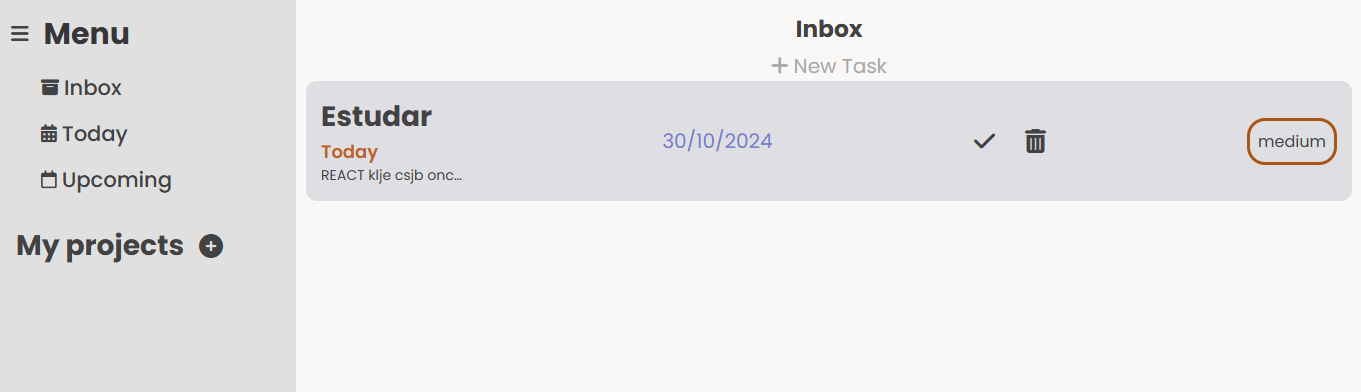 Menu
Inbox
Today
Upcoming
My projects
Inbox
New Task
Estudar
Today
REACT klje csjb onc...
30/10/2024
medium